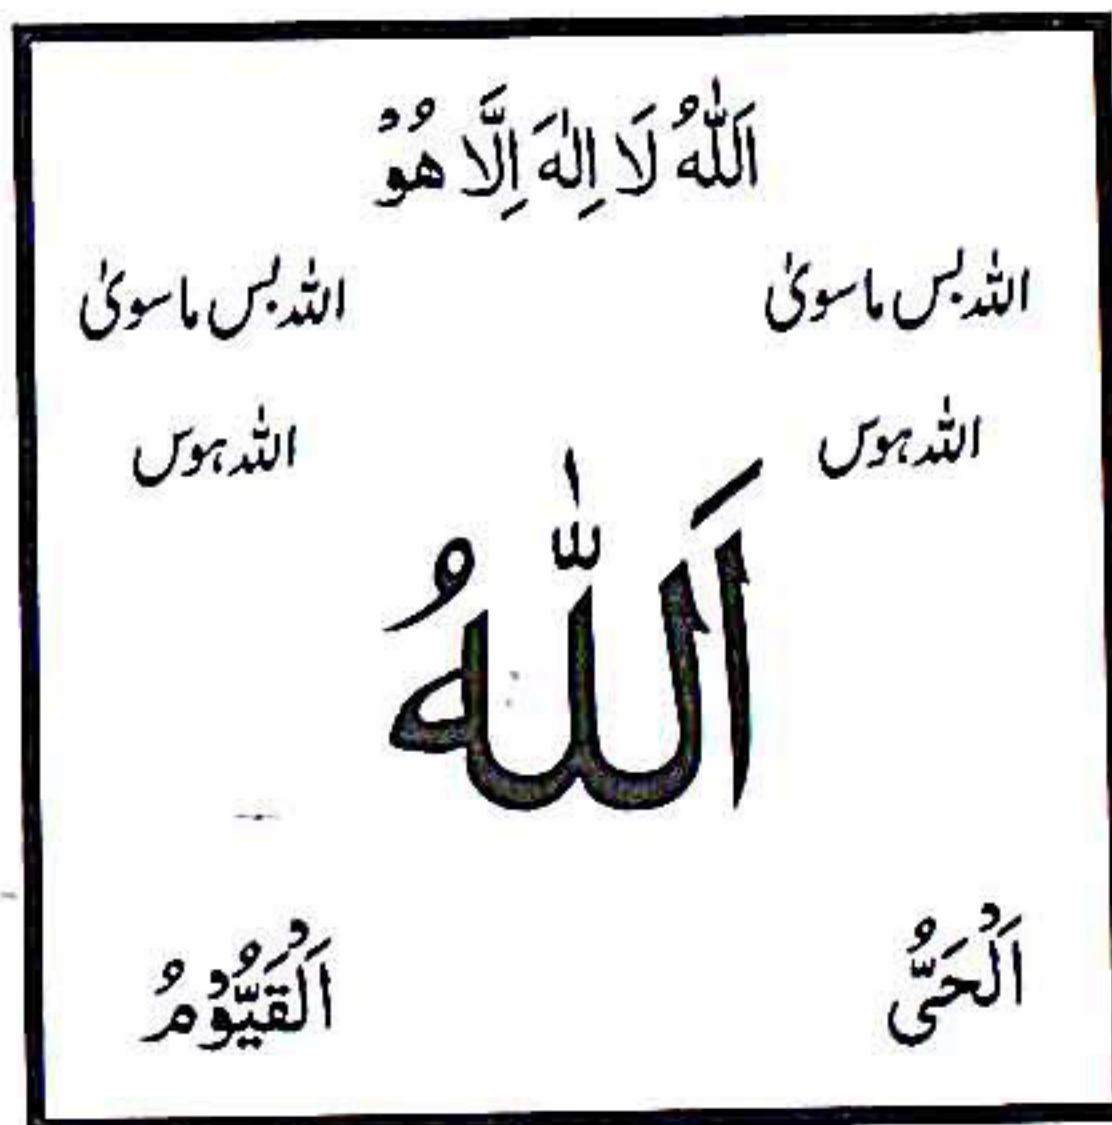 اَللّٰهُ لَا اِلٰهَ اِلَّا هُوْ
اللہ بس ماسویٰ اللہ بس ماسویٰ
اللہ ہوس اللہ ہوس
اَللّٰهُ
اَلْحَیُّ اَلْقَیُّوْمُ